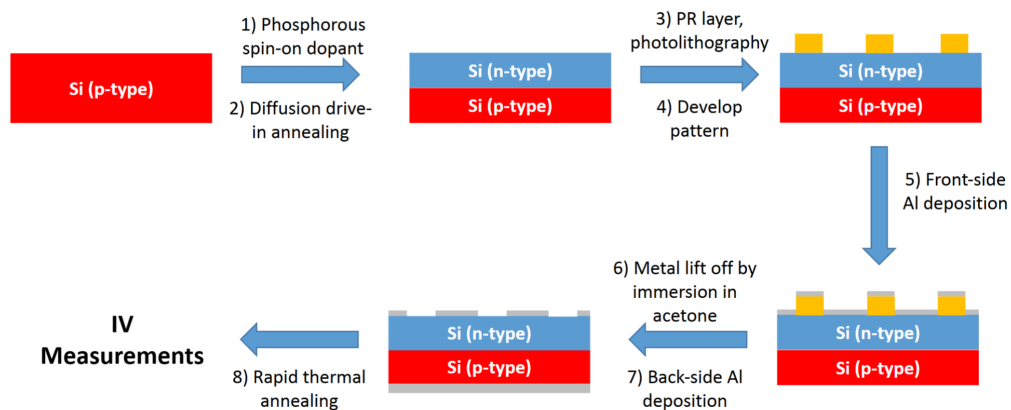 Si (p-type)
1) Phosphorous
spin-on dopant
2) Diffusion drive-
in annealing
Si (n-type)
Si (p-type)
3) PR layer,
photolithography
4) Develop
pattern
Si (n-type)
Si (p-type)
5) Front-side
Al deposition
Si (n-type)
Si (p-type)
6) Metal lift off by
immersion in
acetone
7) Back-side Al
deposition
Si (n-type)
Si (p-type)
8) Rapid thermal
annealing
IV
Measurements